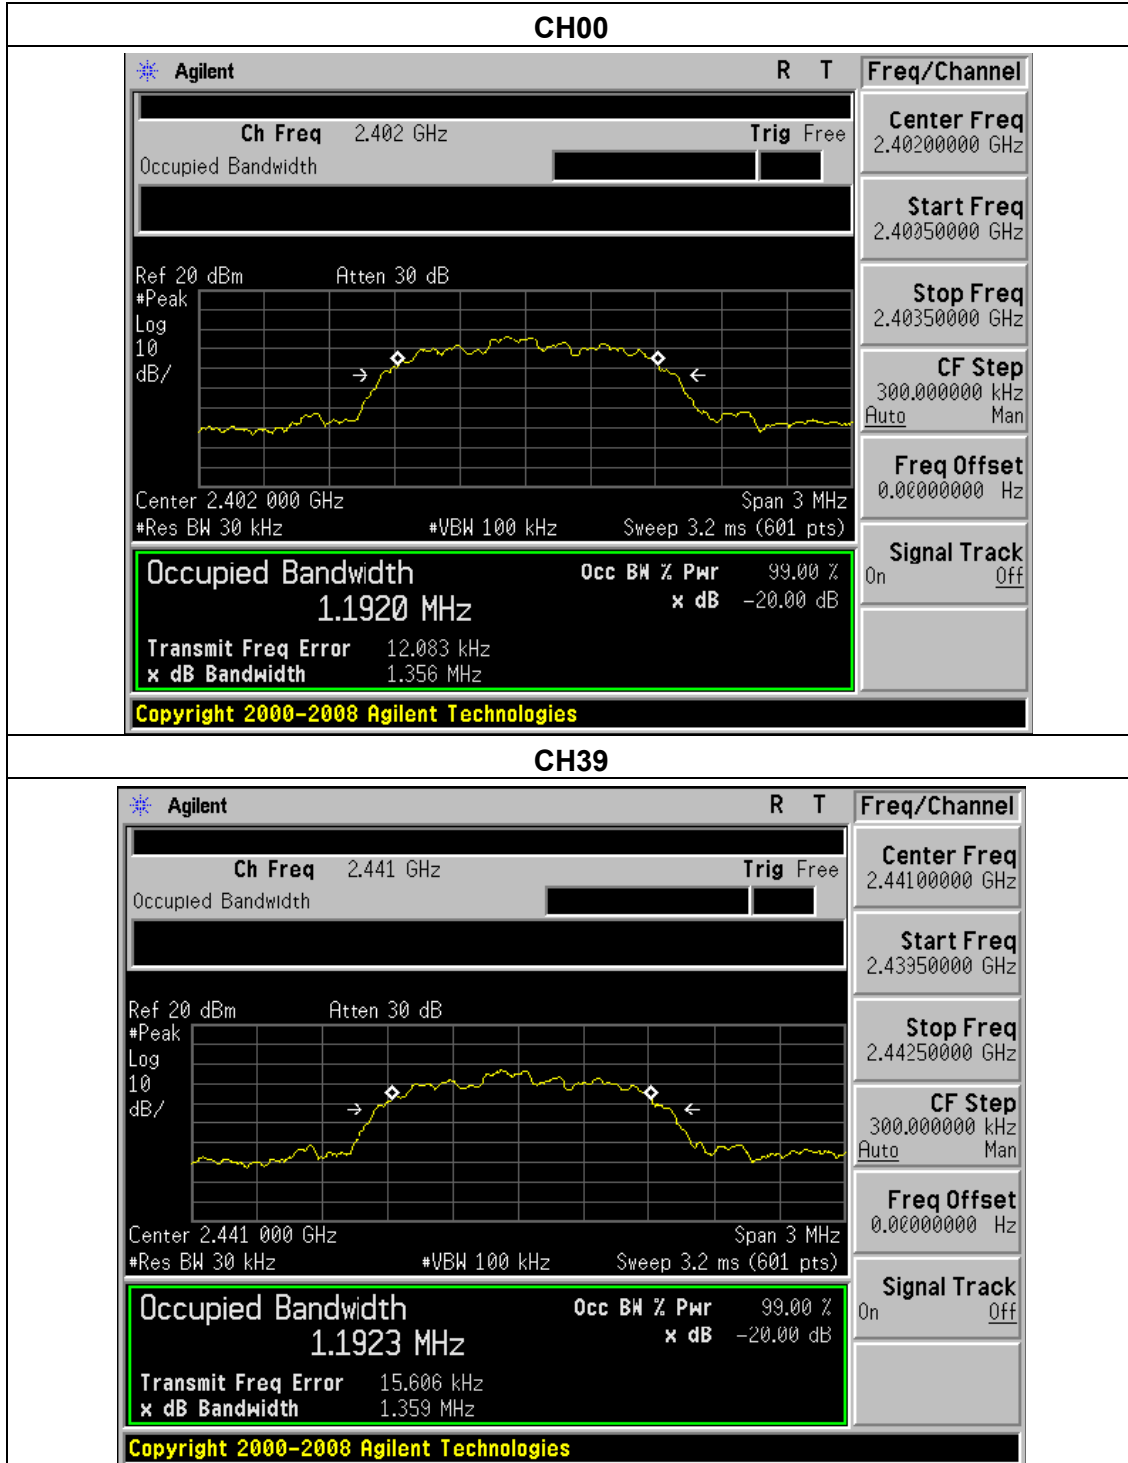 CH00
Agilent R T Freq/Channel
Ch Freq 2.402 GHz Trig Free
Occupied Bandwidth
Center Freq
2.40200000 GHz
Start Freq
2.40050000 GHz
Stop Freq
2.40350000 GHz
CF Step
300.000000 kHz
Auto Man
Freq Offset
0.00000000 Hz
Signal Track
On Off
Ref 20 dBm Atten 30 dB
#Peak
Log
10
dB/
Center 2.402 000 GHz Span 3 MHz
#Res BW 30 kHz #VBW 100 kHz Sweep 3.2 ms (601 pts)
Occupied Bandwidth Occ BW % Pwr 99.00 %
1.1920 MHz x dB -20.00 dB
Transmit Freq Error 12.083 kHz
x dB Bandwidth 1.356 MHz
Copyright 2000-2008 Agilent Technologies
CH39
Agilent R T Freq/Channel
Ch Freq 2.441 GHz Trig Free
Occupied Bandwidth
Center Freq
2.44100000 GHz
Start Freq
2.43950000 GHz
Stop Freq
2.44250000 GHz
CF Step
300.000000 kHz
Auto Man
Freq Offset
0.00000000 Hz
Signal Track
On Off
Ref 20 dBm Atten 30 dB
#Peak
Log
10
dB/
Center 2.441 000 GHz Span 3 MHz
#Res BW 30 kHz #VBW 100 kHz Sweep 3.2 ms (601 pts)
Occupied Bandwidth Occ BW % Pwr 99.00 %
1.1923 MHz x dB -20.00 dB
Transmit Freq Error 15.606 kHz
x dB Bandwidth 1.359 MHz
Copyright 2000-2008 Agilent Technologies